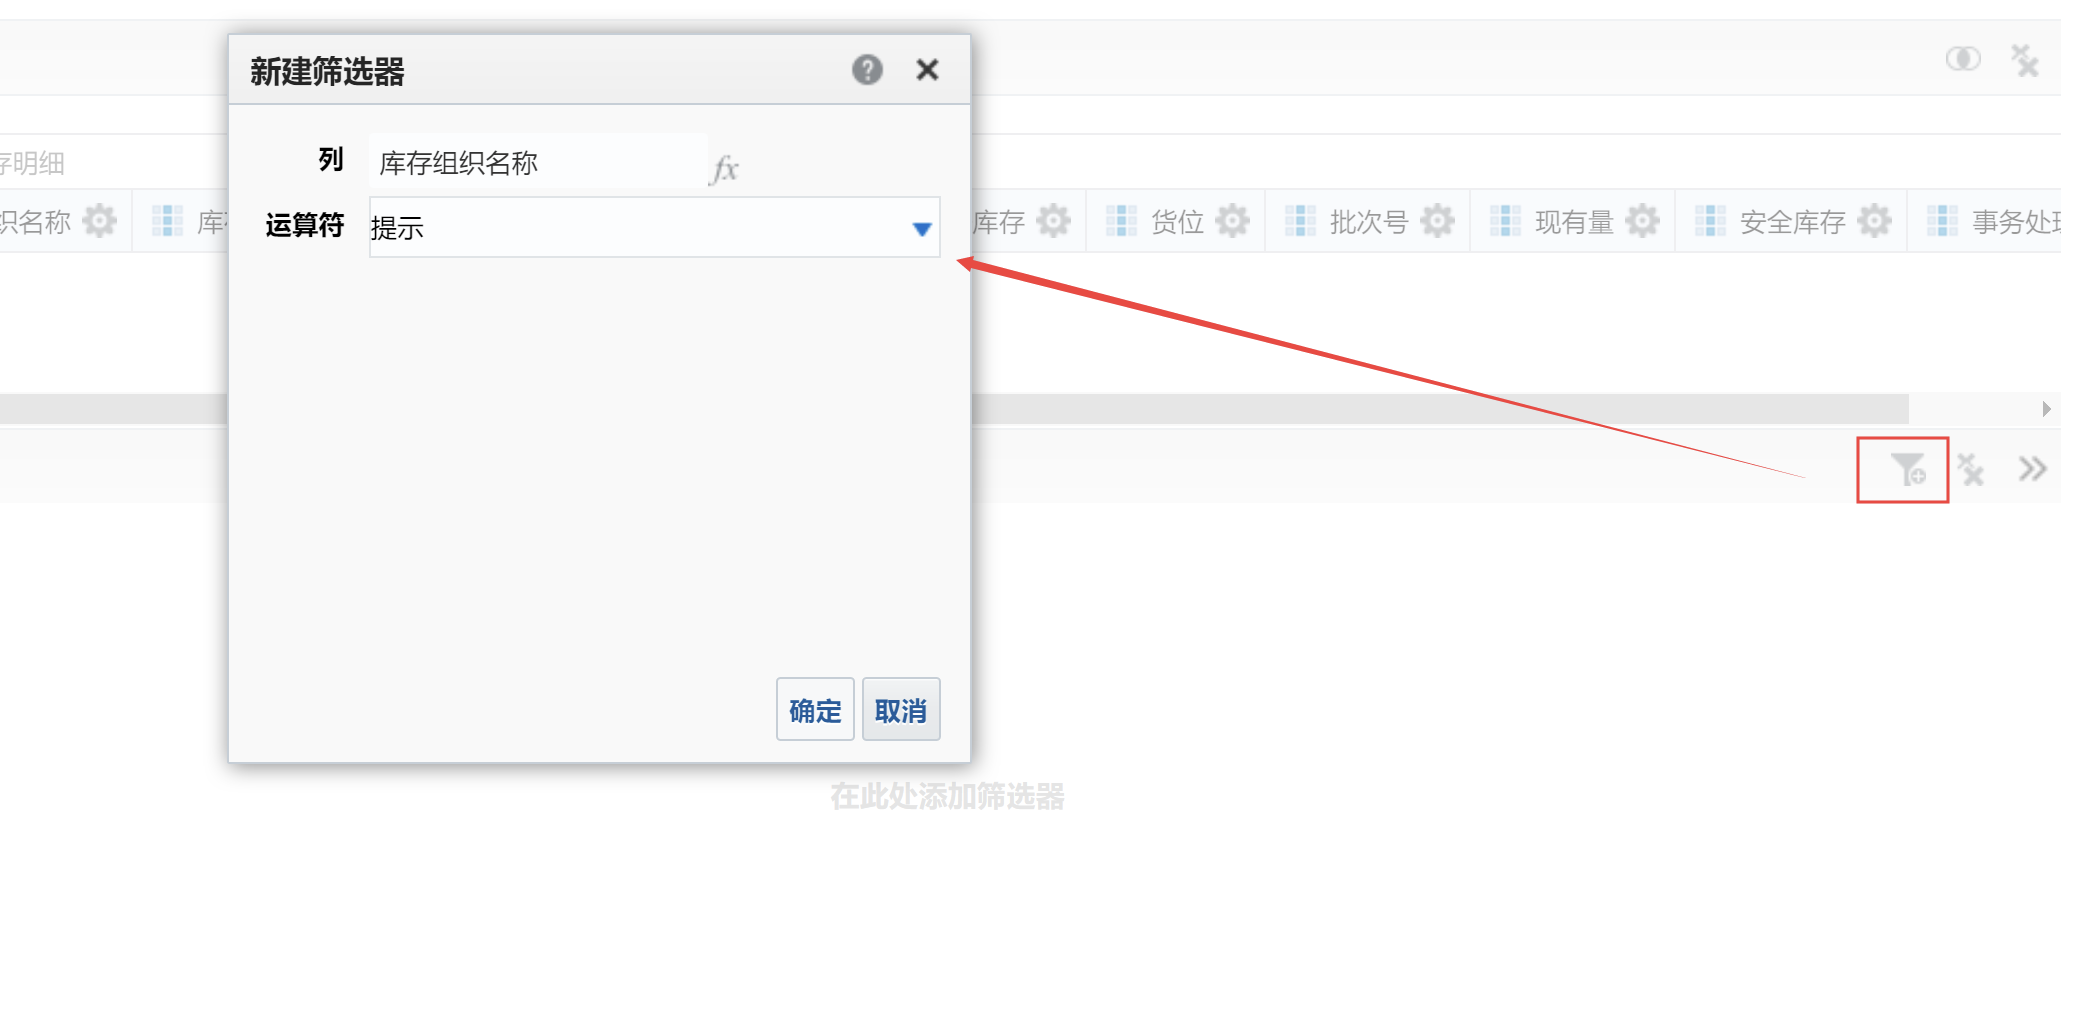 新建筛选器
列 库存组织名称 fx
运算符 提示
存明细
织名称 库存 库存 货位 批次号 现有量 安全库存 事务处理
确定 取消
在此处添加筛选器